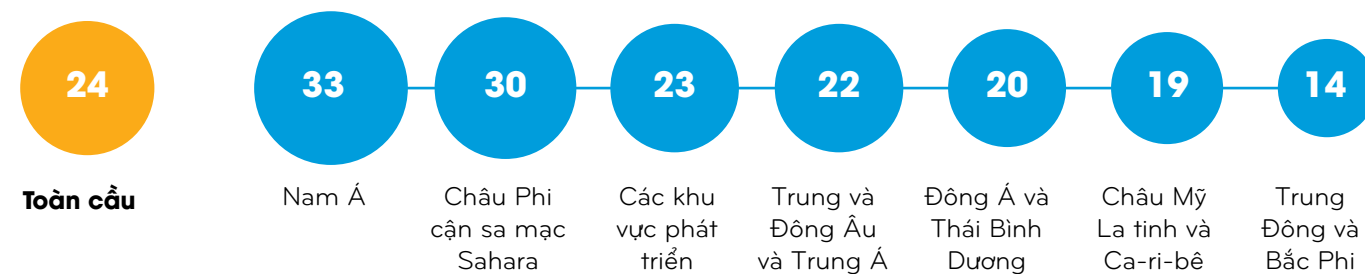 24
33
30
23
22
20
19
14
Toàn cầu
Nam Á
Châu Phi
cận sa mạc
Sahara
Các khu
vực phát
triển
Trung và
Đông Âu
và Trung Á
Đông Á và
Thái Bình
Dương
Châu Mỹ
La tinh và
Ca-ri-bê
Trung
Đông và
Bắc Phi